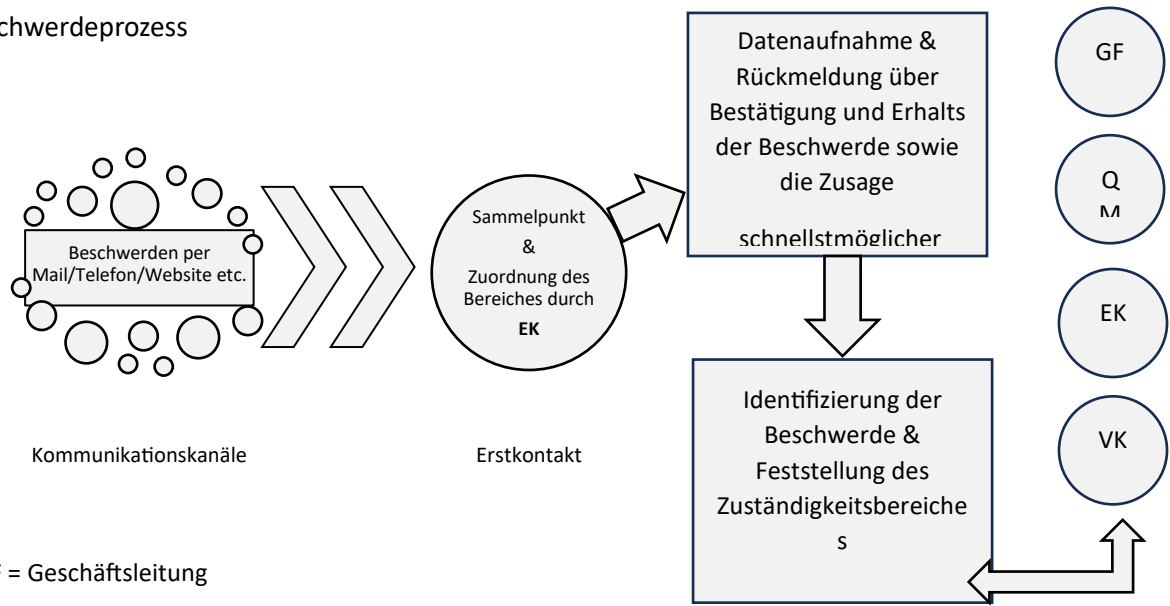 chwerdeprozess
Beschwerden per
Mail/Telefon/Website etc.
Kommunikationskanäle
Sammelpunkt
&
Zuordnung des
Bereiches durch
EK
Erstkontakt
Datenaufnahme &
Rückmeldung über
Bestätigung und Erhalts
der Beschwerde sowie
die Zusage
schnellstmöglicher
Identifizierung der
Beschwerde &
Feststellung des
Zuständigkeitsbereiche
s
GF
Q
M
EK
VK
= Geschäftsleitung